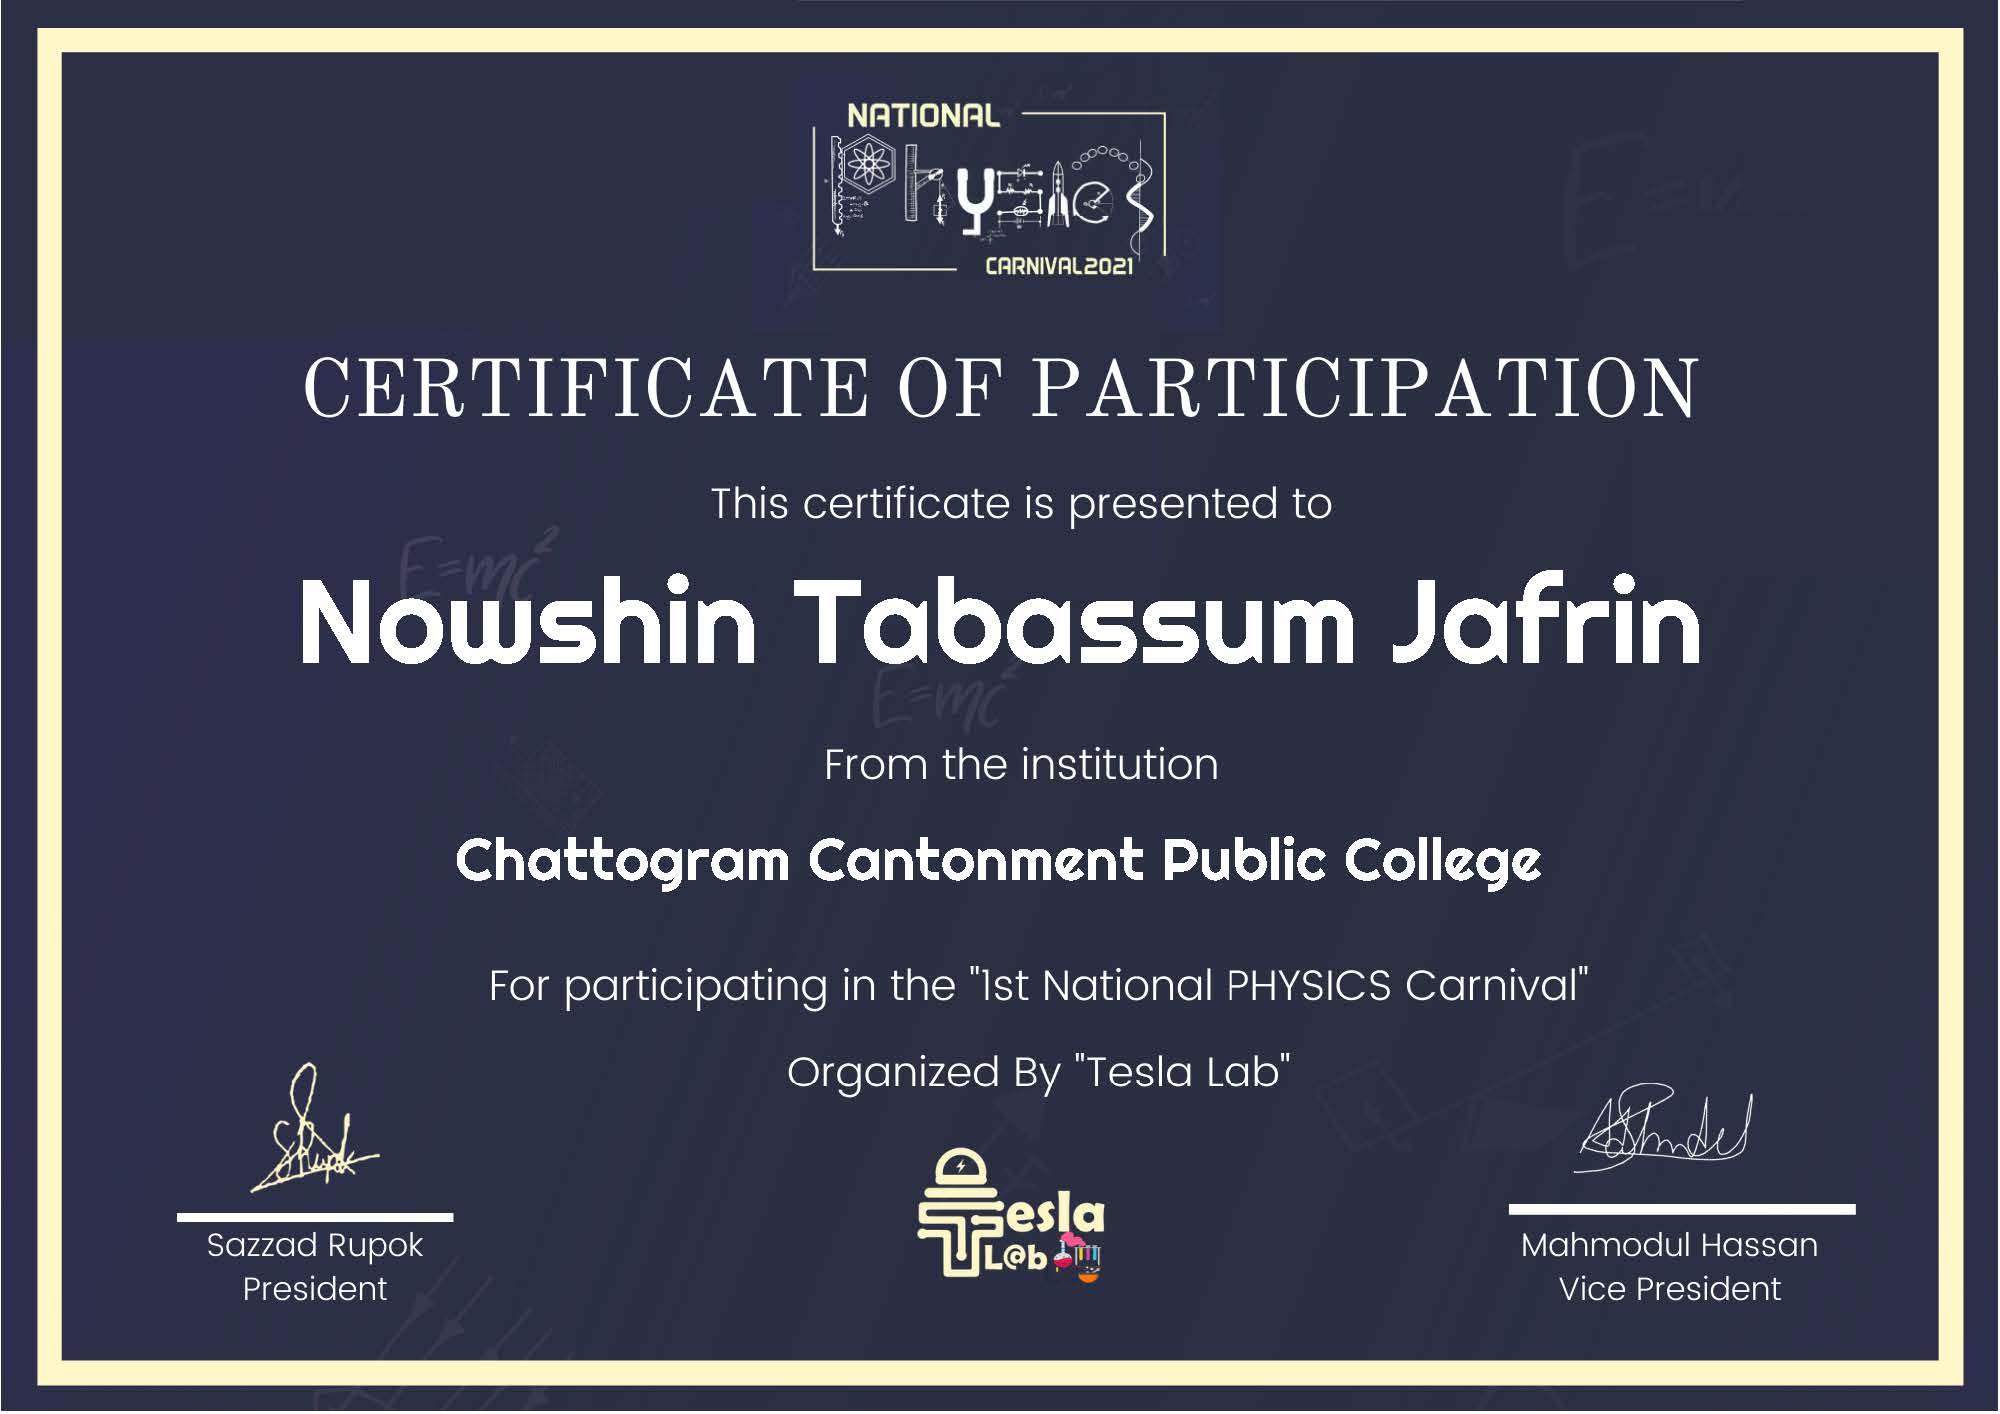 NATIONAL
Physics
CARNIVAL2021
CERTIFICATE OF PARTICIPATION
This certificate is presented to
E=mc²
Nowshin Tabassum Jafrin
E=mc²
From the institution
Chattogram Cantonment Public College
For participating in the "1st National PHYSICS Carnival"
Organized By "Tesla Lab"
Tesla
L@b
Sazzad Rupok
President
Mahmodul Hassan
Vice President